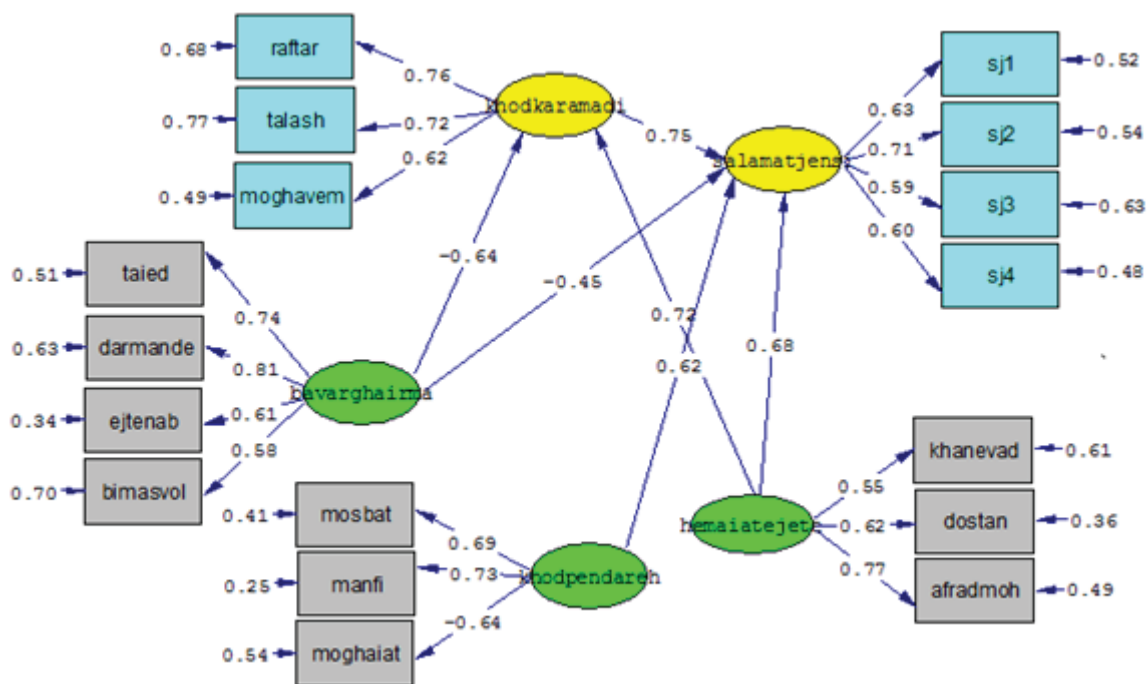 0.68
raftar
0.76
0.77
talash
0.72
0.62
0.49
moghavem
khodkaramadi
0.75
salamatjens
0.63
sj1
0.52
0.71
sj2
0.54
0.59
sj3
0.63
0.60
sj4
0.48
0.51
taied
0.74
0.63
darmande
0.81
0.34
ejtenab
0.61
0.70
bimasvol
0.58
bavarghairma
-0.64
-0.45
0.72
0.62
0.68
0.41
mosbat
0.69
0.25
manfi
0.73
0.54
moghaiat
-0.64
khodpendareh
hemaiatejete
0.55
khanevad
0.61
0.62
dostan
0.36
0.77
afradmoh
0.49